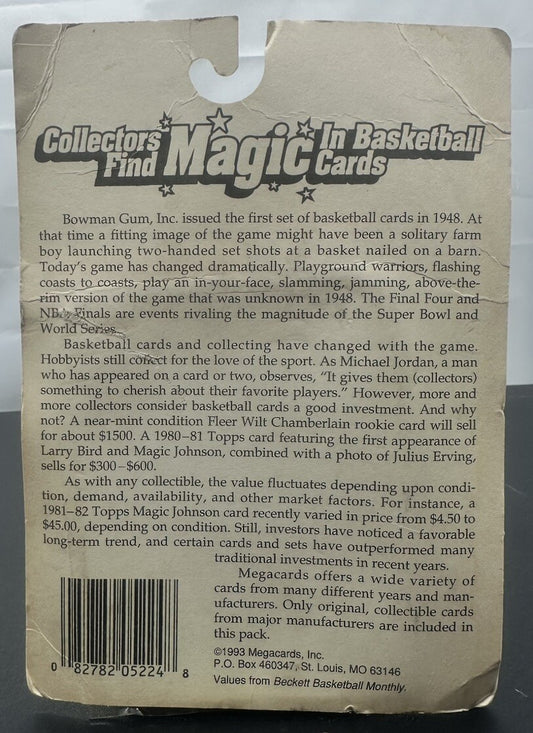 Collectors Find Magic In Basketball Cards
Bowman Gum, Inc. issued the first set of basketball cards in 1948. At
that time a fitting image of the game might have been a solitary farm
boy launching two-handed set shots at a basket nailed on a barn.
Today's game has changed dramatically. Playground warriors, flashing
coasts to coasts, play an in-your-face, slamming, jamming, above-the-
rim version of the game that was unknown in 1948. The Final Four and
NBA Finals are events rivaling the magnitude of the Super Bowl and
World Series.
Basketball cards and collecting have changed with the game.
Hobbyists still collect for the love of the sport. As Michael Jordan, a man
who has appeared on a card or two, observes, "It gives them (collectors)
something to cherish about their favorite players." However, more and
more collectors consider basketball cards a good investment. And why
not? A near-mint condition Fleer Wilt Chamberlain rookie card will sell
for about $1500. A 1980–81 Topps card featuring the first appearance of
Larry Bird and Magic Johnson, combined with a photo of Julius Erving,
sells for $300–$600.
As with any collectible, the value fluctuates depending upon condi-
tion, demand, availability, and other market factors. For instance, a
1981–82 Topps Magic Johnson card recently varied in price from $4.50 to
$45.00, depending on condition. Still, investors have noticed a favorable
long-term trend, and certain cards and sets have outperformed many
traditional investments in recent years.
Megacards offers a wide variety of
cards from many different years and man-
ufacturers. Only original, collectible cards
from major manufacturers are included in
this pack.
©1993 Megacards, Inc.
P.O. Box 460347, St. Louis, MO 63146
Values from Beckett Basketball Monthly.
0 82782 05224 8